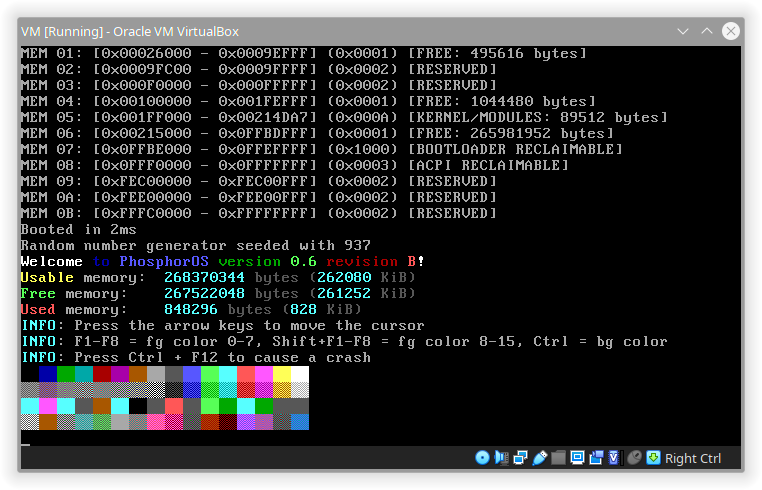 VM [Running] - Oracle VM VirtualBox
MEM 01: [0x00026000 - 0x0009EFFF] (0x0001) [FREE: 495616 bytes]
MEM 02: [0x0009FC00 - 0x0009FFFF] (0x0002) [RESERVED]
MEM 03: [0x000F0000 - 0x000FFFFF] (0x0002) [RESERVED]
MEM 04: [0x00100000 - 0x001FEFFF] (0x0001) [FREE: 1044480 bytes]
MEM 05: [0x001FF000 - 0x00214DA7] (0x000A) [KERNEL/MODULES: 89512 bytes]
MEM 06: [0x00215000 - 0x0FFBDFFF] (0x0001) [FREE: 265981952 bytes]
MEM 07: [0x0FFBE000 - 0x0FFEFFFF] (0x1000) [BOOTLOADER RECLAIMABLE]
MEM 08: [0x0FFF0000 - 0x0FFFFFFF] (0x0003) [ACPI RECLAIMABLE]
MEM 09: [0xFEC00000 - 0xFEC00FFF] (0x0002) [RESERVED]
MEM 0A: [0xFEE00000 - 0xFEE00FFF] (0x0002) [RESERVED]
MEM 0B: [0xFFFC0000 - 0xFFFFFFFF] (0x0002) [RESERVED]
Booted in 2ms
Random number generator seeded with 937
Welcome to PhosphorOS version 0.6 revision B!
Usable memory: 268370344 bytes (262080 KiB)
Free memory: 267522048 bytes (261252 KiB)
Used memory: 848296 bytes (828 KiB)
INFO: Press the arrow keys to move the cursor
INFO: F1-F8 = fg color 0-7, Shift+F1-F8 = fg color 8-15, Ctrl = bg color
INFO: Press Ctrl + F12 to cause a crash
Right Ctrl